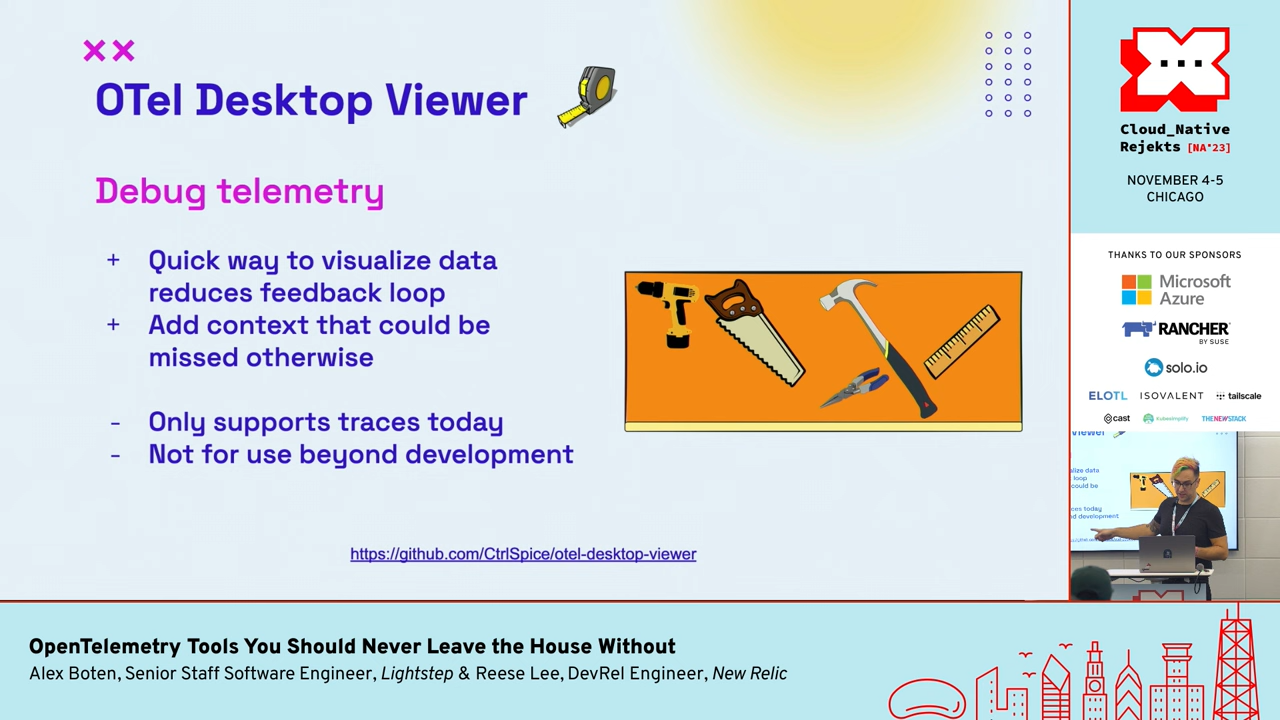 OTel Desktop Viewer
Debug telemetry
+ Quick way to visualize data
reduces feedback loop
+ Add context that could be
missed otherwise
- Only supports traces today
- Not for use beyond development
https://github.com/CtrlSpice/otel-desktop-viewer
Cloud_Native
Rejekts [NA'23]
NOVEMBER 4-5
CHICAGO
THANKS TO OUR SPONSORS
Microsoft
Azure
RANCHER
BY SUSE
solo.io
ELOTL ISOVALENT tailscale
cast kubesimplify THENEWSTACK
OpenTelemetry Tools You Should Never Leave the House Without
Alex Boten, Senior Staff Software Engineer, Lightstep & Reese Lee, DevRel Engineer, New Relic